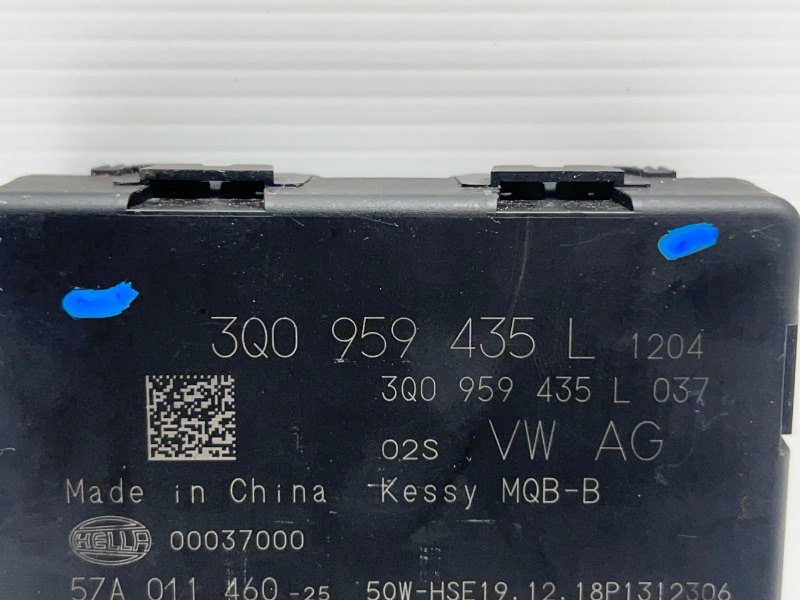 3Q0 959 435 L 1204
3Q0 959 435 L 037
02S VW AG
Made in China Kessy MQB-B
HELLA 00037000
57A 011 460-25 50W-HSE19.12.18P1312306